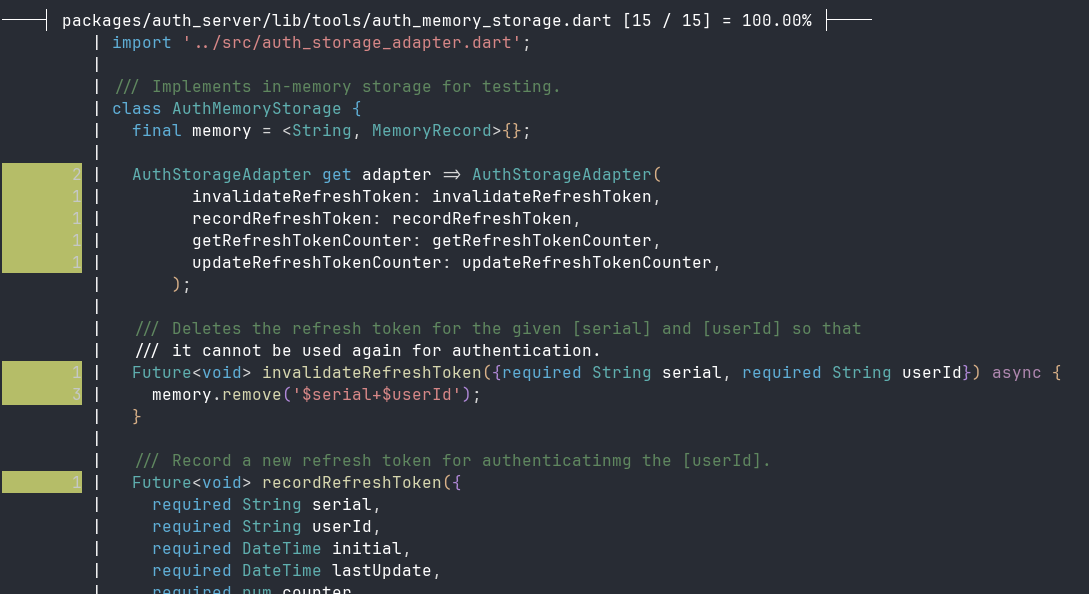 packages/auth_server/lib/tools/auth_memory_storage.dart [15 / 15] = 100.00%
| import '../src/auth_storage_adapter.dart';
|
| /// Implements in-memory storage for testing.
| class AuthMemoryStorage {
|   final memory = <String, MemoryRecord>{};
|
2 |   AuthStorageAdapter get adapter => AuthStorageAdapter(
1 |         invalidateRefreshToken: invalidateRefreshToken,
1 |         recordRefreshToken: recordRefreshToken,
1 |         getRefreshTokenCounter: getRefreshTokenCounter,
1 |         updateRefreshTokenCounter: updateRefreshTokenCounter,
|       );
|
|   /// Deletes the refresh token for the given [serial] and [userId] so that
|   /// it cannot be used again for authentication.
1 |   Future<void> invalidateRefreshToken({required String serial, required String userId}) async {
3 |     memory.remove('$serial+$userId');
|   }
|
|   /// Record a new refresh token for authenticatinmg the [userId].
1 |   Future<void> recordRefreshToken({
|     required String serial,
|     required String userId,
|     required DateTime initial,
|     required DateTime lastUpdate,
|     required num counter